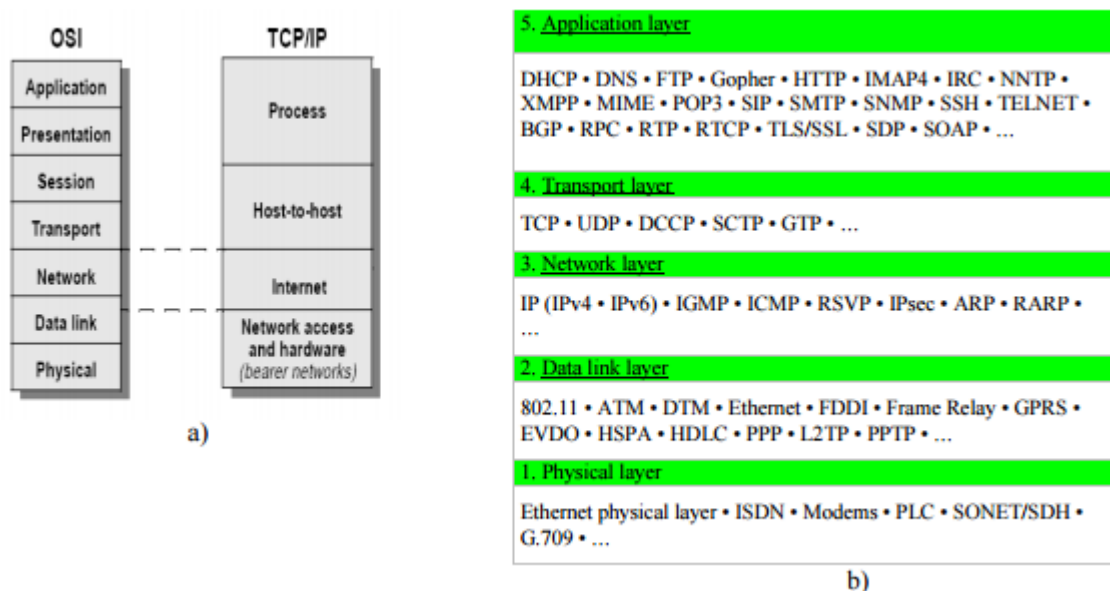 OSI
Application
Presentation
Session
Transport
Network
Data link
Physical
TCP/IP
Process
Host-to-host
Internet
Network access
and hardware
(bearer networks)
a)
5. Application layer
DHCP • DNS • FTP • Gopher • HTTP • IMAP4 • IRC • NNTP •
XMPP • MIME • POP3 • SIP • SMTP • SNMP • SSH • TELNET •
BGP • RPC • RTP • RTCP • TLS/SSL • SDP • SOAP • ...
4. Transport layer
TCP • UDP • DCCP • SCTP • GTP • ...
3. Network layer
IP (IPv4 • IPv6) • IGMP • ICMP • RSVP • IPsec • ARP • RARP •
...
2. Data link layer
802.11 • ATM • DTM • Ethernet • FDDI • Frame Relay • GPRS •
EVDO • HSPA • HDLC • PPP • L2TP • PPTP • ...
1. Physical layer
Ethernet physical layer • ISDN • Modems • PLC • SONET/SDH •
G.709 • ...
b)